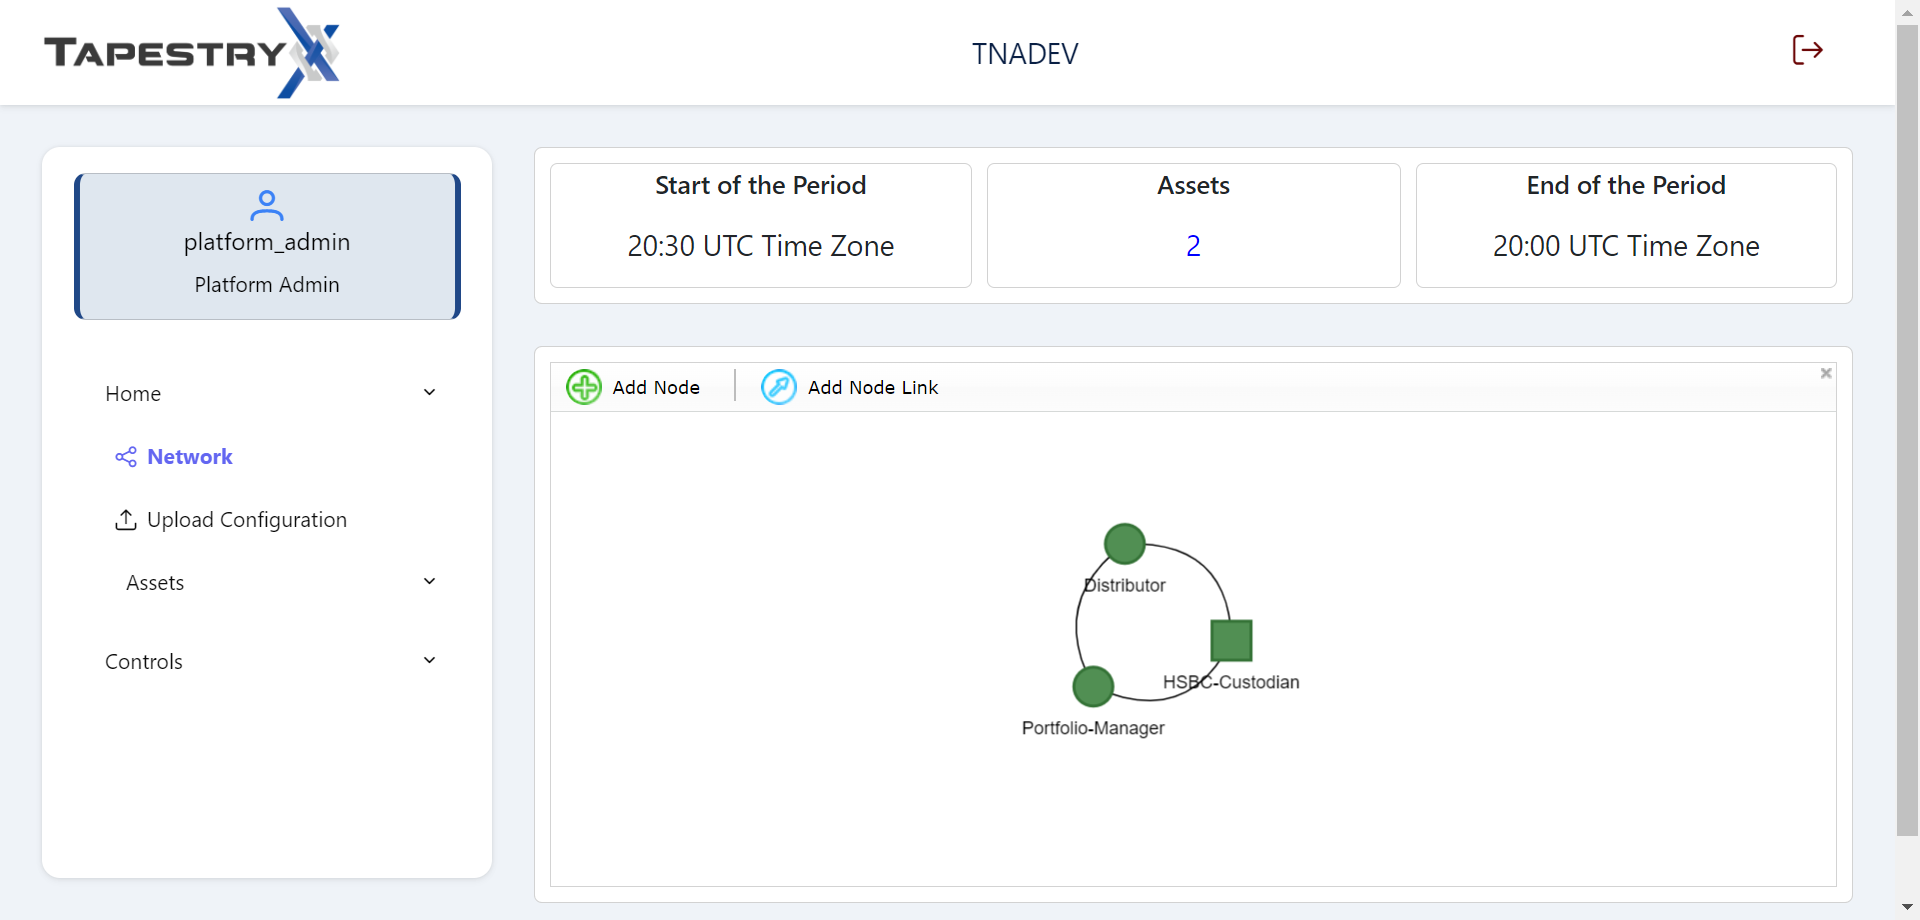 TAPESTRYX
TNADEV
platform_admin
Platform Admin
Home
Network
Upload Configuration
Assets
Controls
Start of the Period
20:30 UTC Time Zone
Assets
2
End of the Period
20:00 UTC Time Zone
Add Node
Add Node Link
Distributor
HSBC-Custodian
Portfolio-Manager